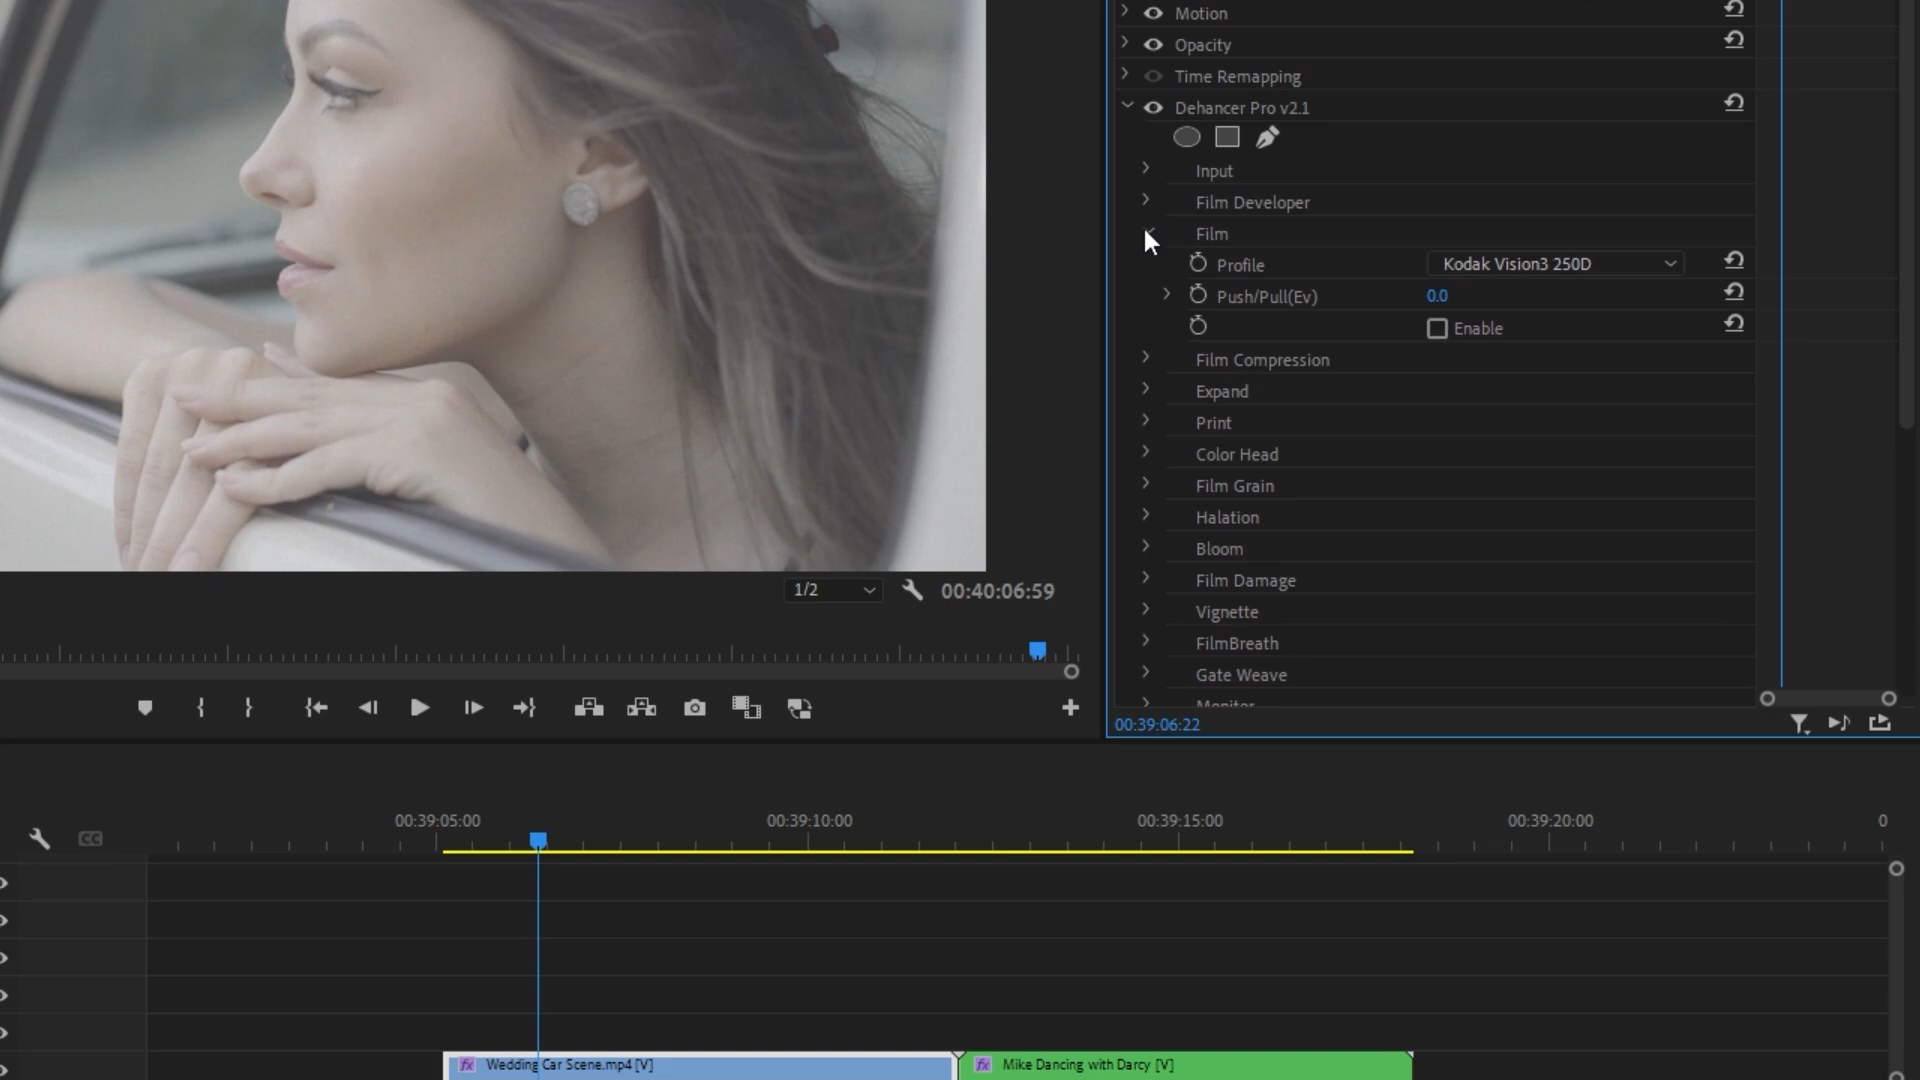 Motion
Opacity
Time Remapping
Dehancer Pro v2.1
Input
Film Developer
Film
Profile Kodak Vision3 250D
Push/Pull(Ev) 0.0
Enable
Film Compression
Expand
Print
Color Head
Film Grain
Halation
Bloom
Film Damage
Vignette
FilmBreath
Gate Weave
Monitor
00:39:06:22
1/2 00:40:06:59
00:39:05:00 00:39:10:00 00:39:15:00 00:39:20:00 0
CC
fx Wedding Car Scene.mp4 [V] fx Mike Dancing with Darcy [V]